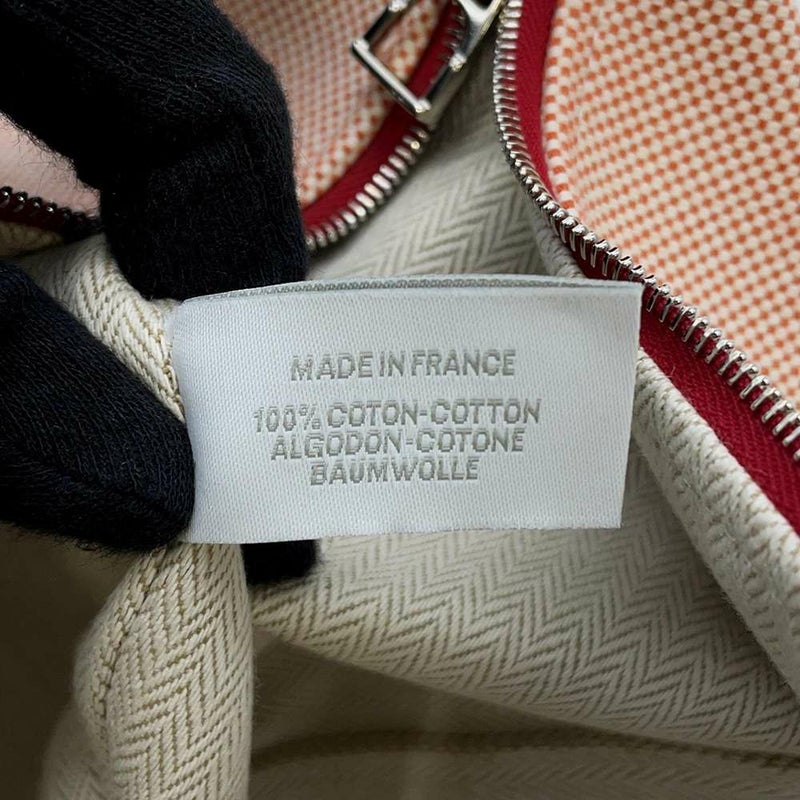 MADE IN FRANCE
100% COTON-COTTON
ALGODON-COTONE
BAUMWOLLE